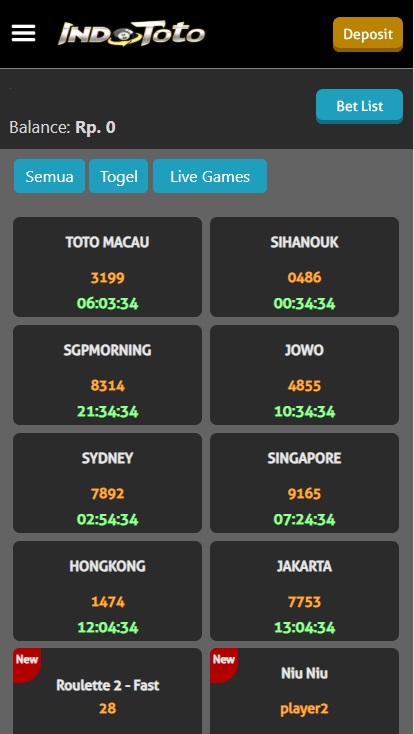 INDOTOTO
Deposit
Bet List
Balance: Rp. 0
Semua Togel Live Games
TOTO MACAU
3199
06:03:34
SIHANOUK
0486
00:34:34
SGPMORNING
8314
21:34:34
JOWO
4855
10:34:34
SYDNEY
7892
02:54:34
SINGAPORE
9165
07:24:34
HONGKONG
1474
12:04:34
JAKARTA
7753
13:04:34
New
Roulette 2 - Fast
28
New
Niu Niu
player2